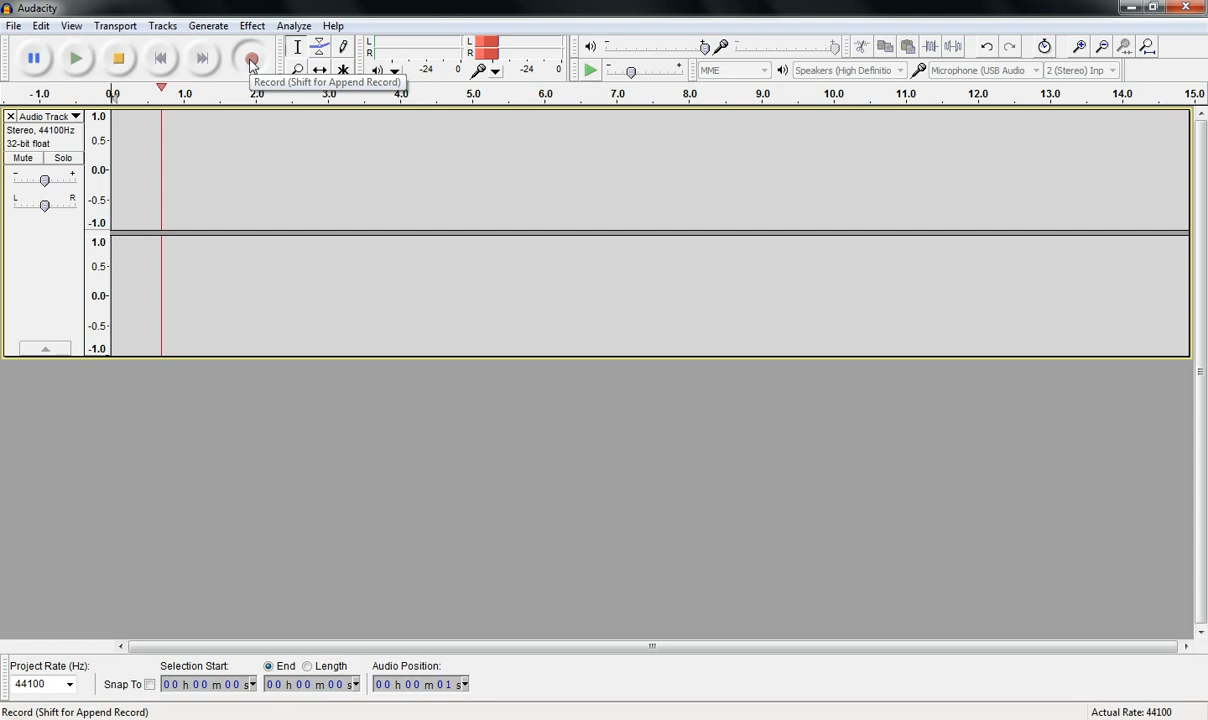 Audacity
File Edit View Transport Tracks Generate Effect Analyze Help
L
R
-24 0
L
R
-24 0
MME
Speakers (High Definitio
Microphone (USB Audio
2 (Stereo) Inp
Record (Shift for Append Record)
-1.0 0.0 1.0 2.0 3.0 4.0 5.0 6.0 7.0 8.0 9.0 10.0 11.0 12.0 13.0 14.0 15.0
Audio Track
Stereo, 44100Hz
32-bit float
Mute Solo
- +
L R
1.0
0.5-
0.0-
-0.5-
-1.0
1.0
0.5-
0.0-
-0.5-
-1.0
Project Rate (Hz): Selection Start: End Length Audio Position:
44100 Snap To 00 h 00 m 00 s 00 h 00 m 00 s 00 h 00 m 01 s
Record (Shift for Append Record) Actual Rate: 44100